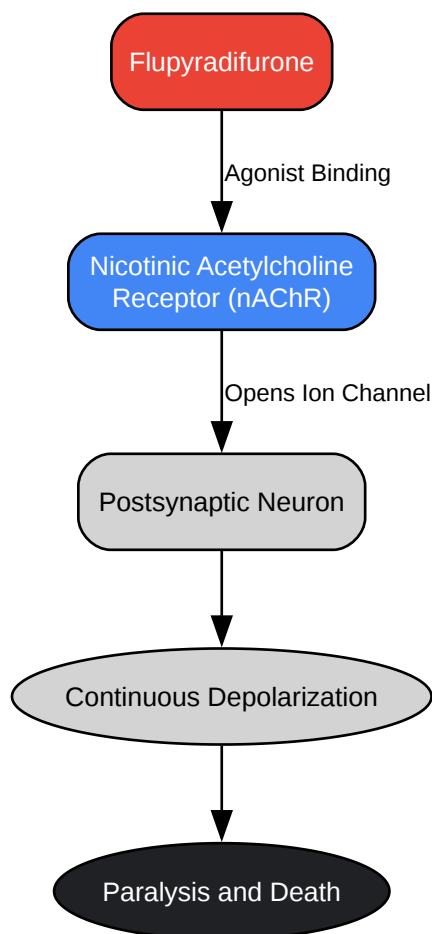 Flupyradifurone
Agonist Binding
Nicotinic Acetylcholine
Receptor (nAChR)
Opens Ion Channel
Postsynaptic Neuron
Continuous Depolarization
Paralysis and Death